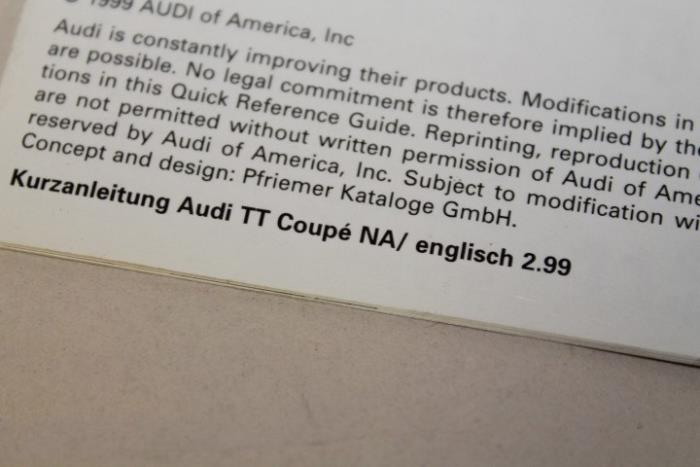 © 1999 AUDI of America, Inc
Audi is constantly improving their products. Modifications in
are possible. No legal commitment is therefore implied by the
tions in this Quick Reference Guide. Reprinting, reproduction
are not permitted without written permission of Audi of Ame
reserved by Audi of America, Inc. Subject to modification wi
Concept and design: Pfriemer Kataloge GmbH.
Kurzanleitung Audi TT Coupé NA/ englisch 2.99